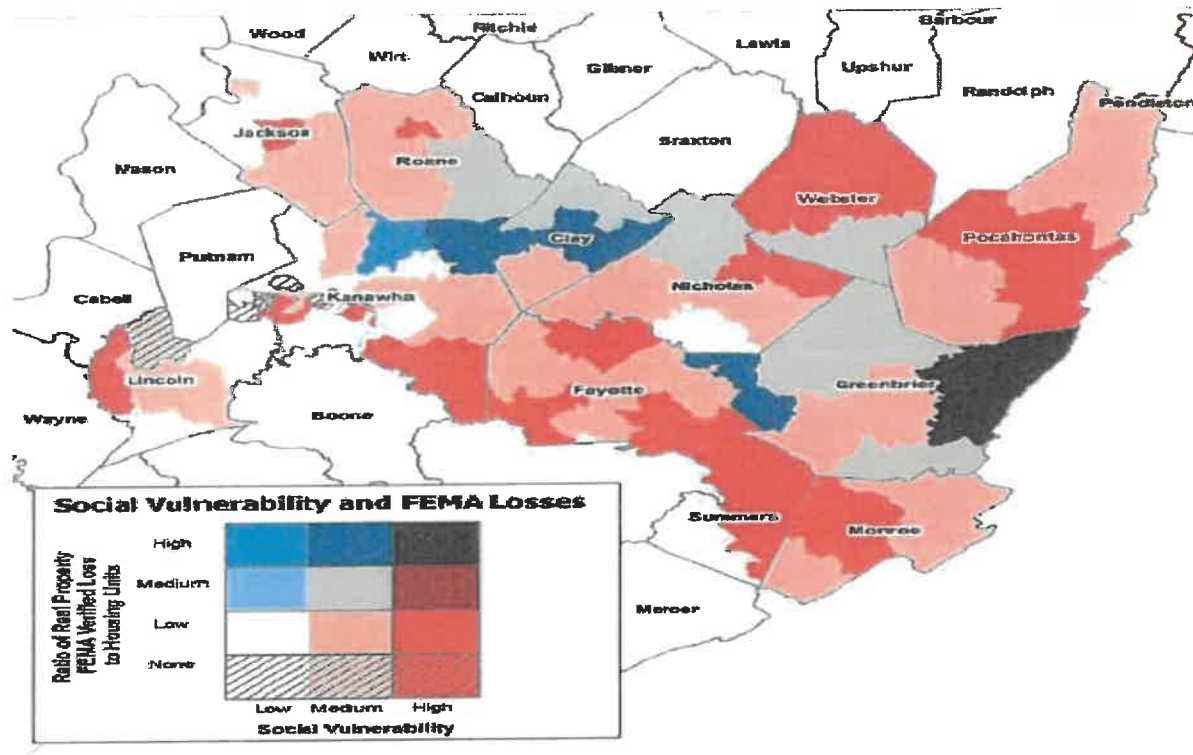 Barbour
Ritchie
Wood
Lewis
Wirt
Gilmer
Upshur
Calhoun
Randolph
Pendleton
Jackson
Braxton
Roane
Mason
Webster
Clay
Pocahontas
Putnam
Nicholas
Cabell
Kanawha
Lincoln
Greenbrier
Fayette
Boone
Wayne
Social Vulnerability and FEMA Losses
Summers
Monroe
High
Medium
Mercer
Low
None
Ratio of Real Property
FEMA Verified Loss
to Housing Units
Low Medium High
Social Vulnerability